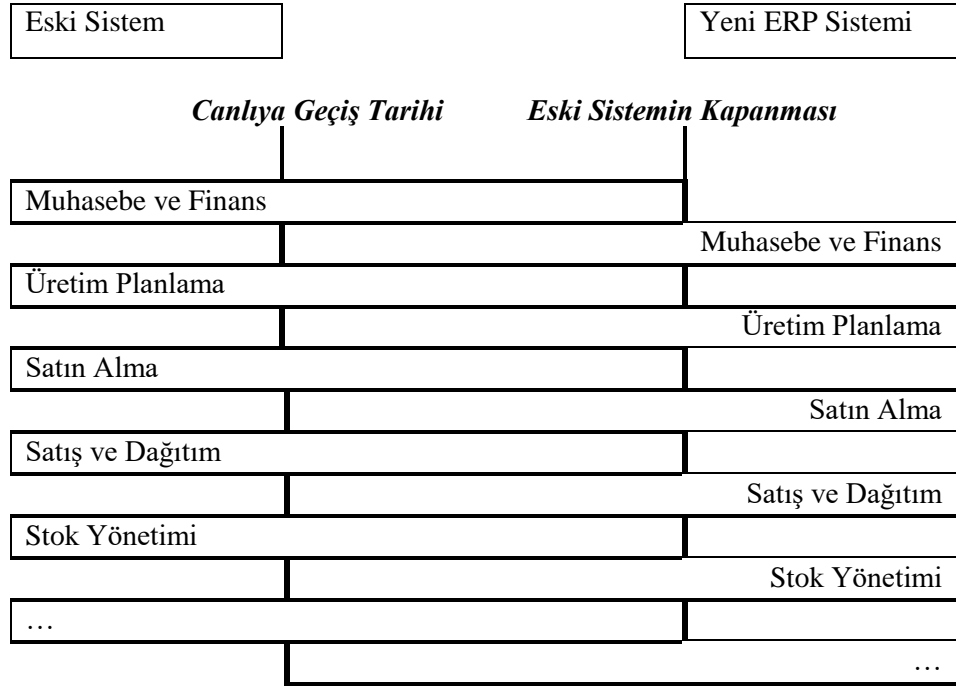 Eski Sistem
Yeni ERP Sistemi
Canlıya Geçiş Tarihi
Eski Sistemin Kapanması
Muhasebe ve Finans
Muhasebe ve Finans
Üretim Planlama
Üretim Planlama
Satın Alma
Satın Alma
Satış ve Dağıtım
Satış ve Dağıtım
Stok Yönetimi
Stok Yönetimi
…
…